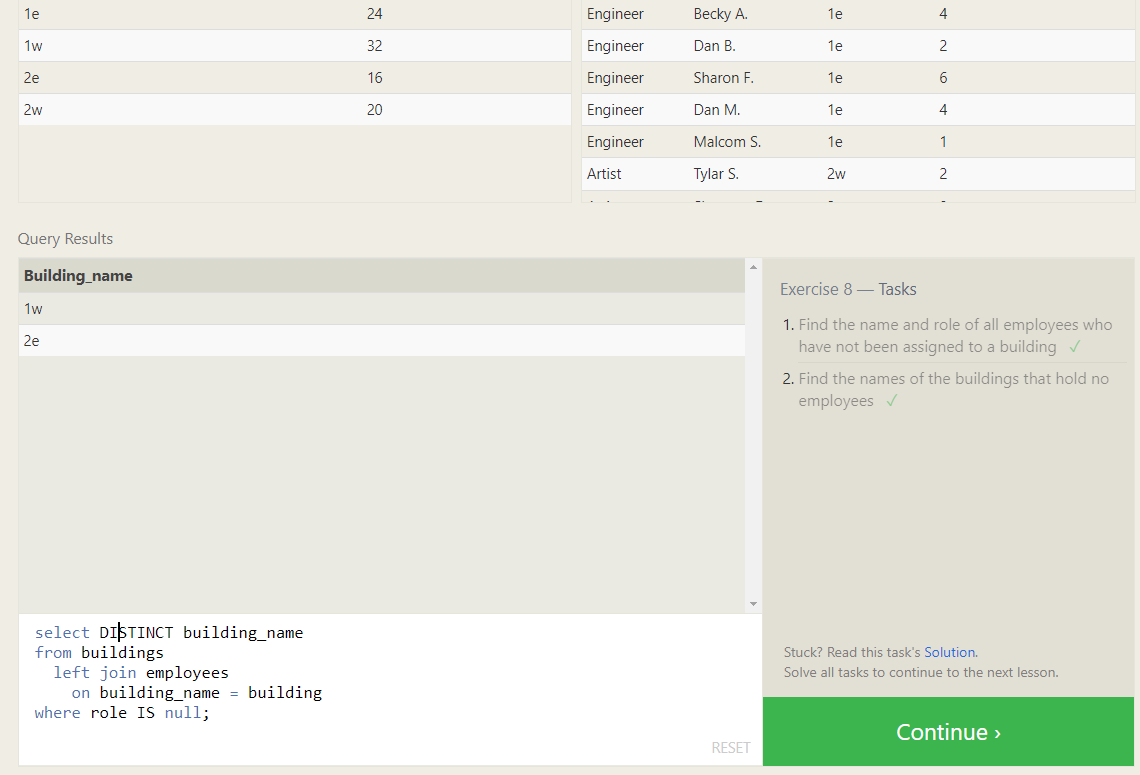 1e 24
1w 32
2e 16
2w 20
Engineer Becky A. 1e 4
Engineer Dan B. 1e 2
Engineer Sharon F. 1e 6
Engineer Dan M. 1e 4
Engineer Malcom S. 1e 1
Artist Tylar S. 2w 2
Query Results
Building_name
1w
2e
select DISTINCT building_name
from buildings
left join employees
on building_name = building
where role IS null;
RESET
Exercise 8 — Tasks
1. Find the name and role of all employees who
have not been assigned to a building ✓
2. Find the names of the buildings that hold no
employees ✓
Stuck? Read this task's Solution.
Solve all tasks to continue to the next lesson.
Continue ›